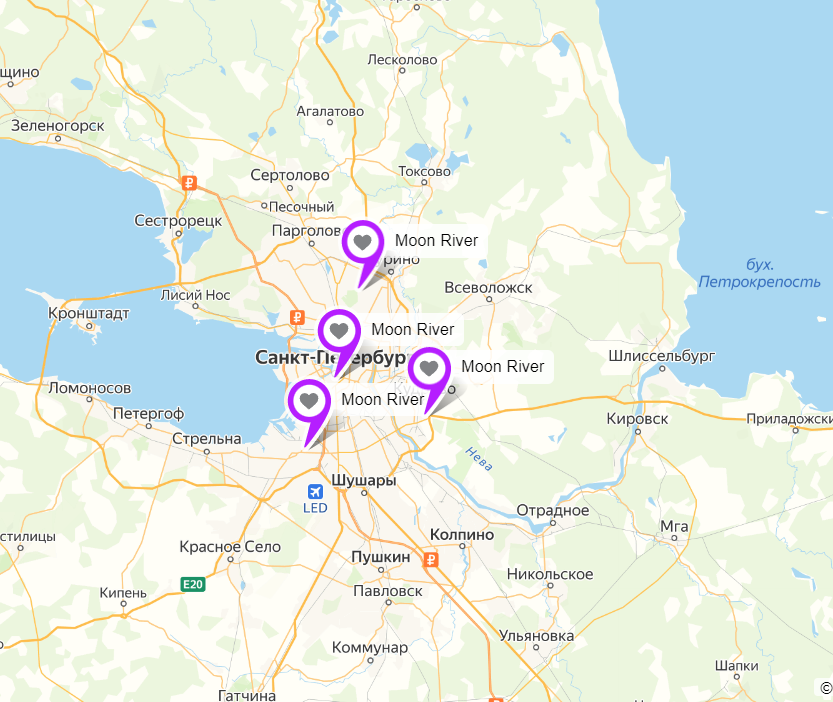 Лесколово
щино
Агалатово
Зеленогорск
Токсово
Сертолово
Песочный
Сестрорецк
Парголов
Moon River
рино
бух.
Петрокрепость
Всеволожск
Лисий Нос
Кронштадт
Moon River
Санкт-Петербург
Шлиссельбург
Moon River
Ломоносов
Moon River
Петергоф
Кировск
Приладожски
Стрельна
Нева
Шушары
LED
Отрадное
Мга
стилицы
Красное Село
Колпино
Пушкин
E20
Кипень
Никольское
Павловск
Ульяновка
Коммунар
Шапки
Гатчина
©